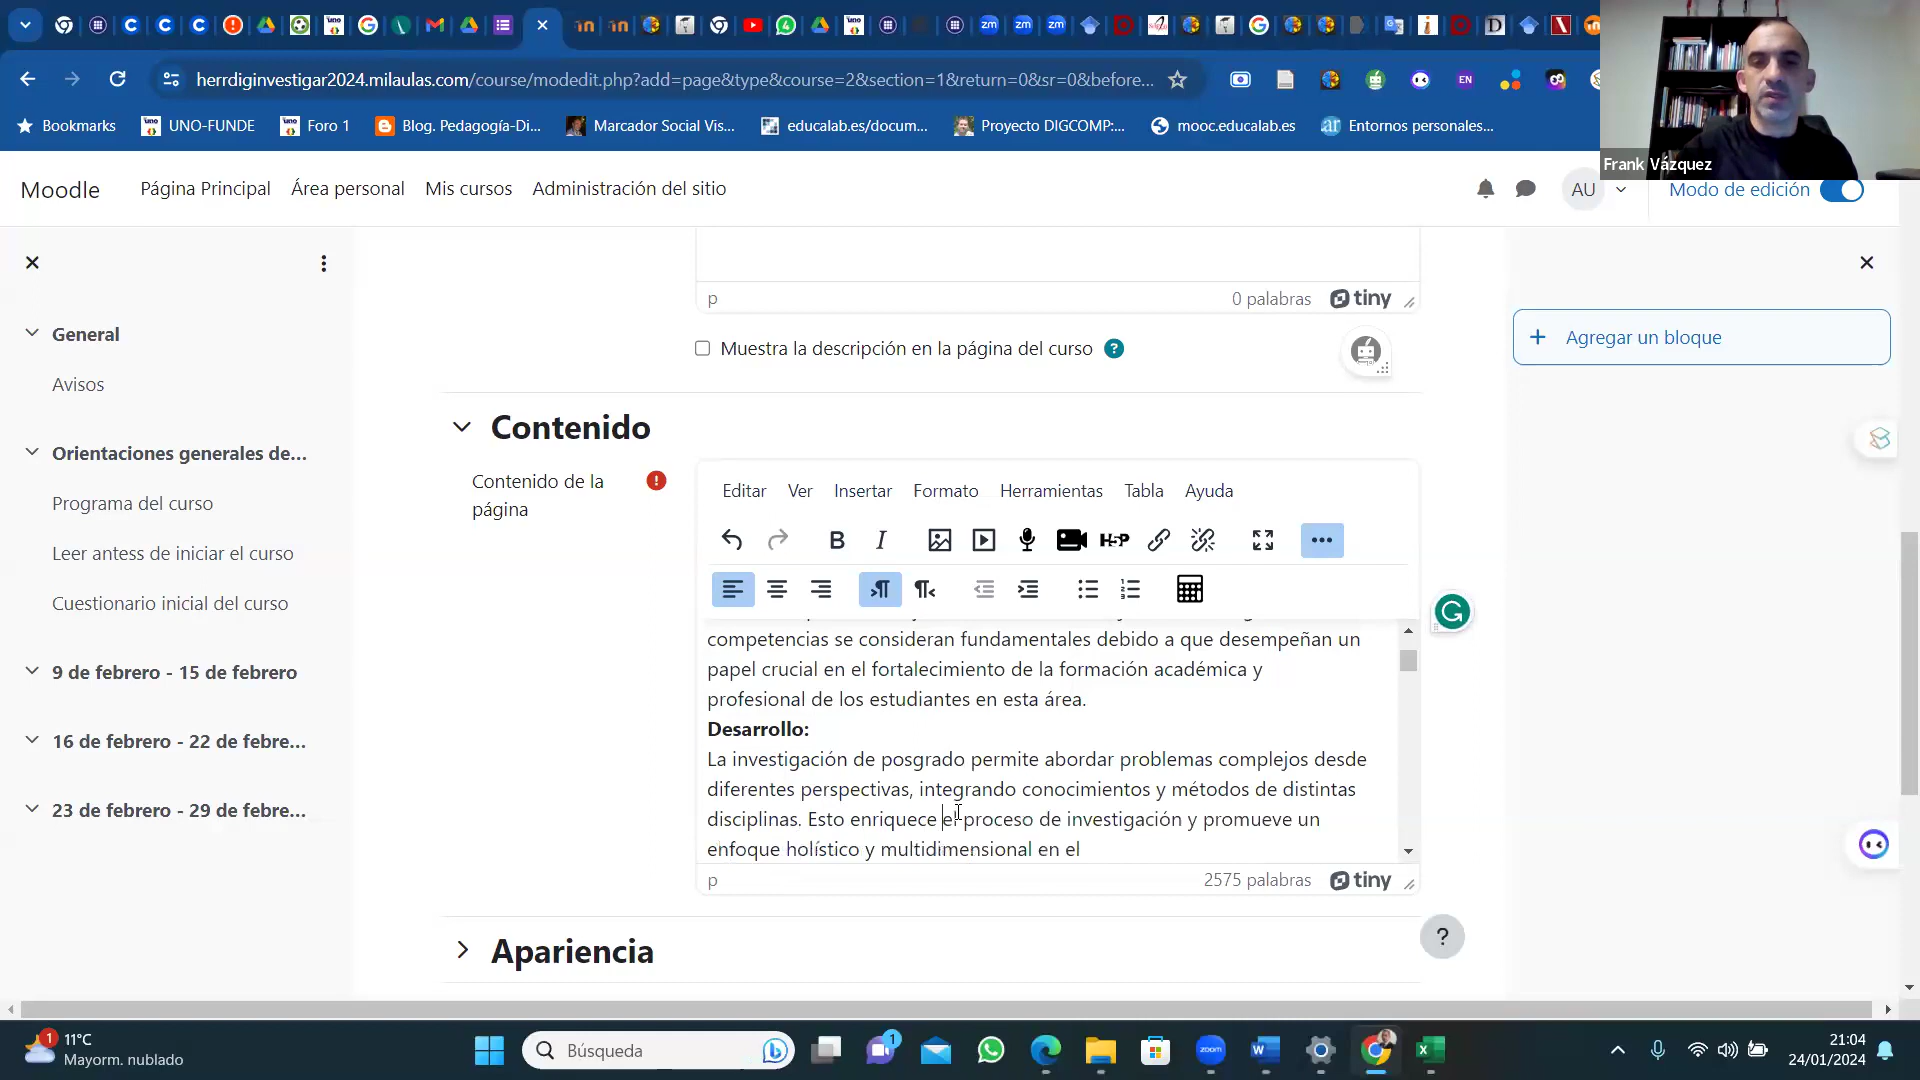 herrdiginvestigar2024.milaulas.com/course/modedit.php?add=page&type&course=2&section=1&return=0&sr=0&before...
EN
Bookmarks
UNO-FUNDE
Foro 1
Blog. Pedagogía-Di...
Marcador Social Vis...
educalab.es/docum...
Proyecto DIGCOMP:...
mooc.educalab.es
Entornos personales...
Frank Vázquez
Moodle
Página Principal
Área personal
Mis cursos
Administración del sitio
AU
Modo de edición
General
Avisos
Orientaciones generales de...
Programa del curso
Leer antess de iniciar el curso
Cuestionario inicial del curso
9 de febrero - 15 de febrero
16 de febrero - 22 de febre...
23 de febrero - 29 de febre...
p
0 palabras
tiny
Muestra la descripción en la página del curso
Contenido
Contenido de la
página
Editar
Ver
Insertar
Formato
Herramientas
Tabla
Ayuda
B
I
H5P
competencias se consideran fundamentales debido a que desempeñan un
papel crucial en el fortalecimiento de la formación académica y
profesional de los estudiantes en esta área.
Desarrollo:
La investigación de posgrado permite abordar problemas complejos desde
diferentes perspectivas, integrando conocimientos y métodos de distintas
disciplinas. Esto enriquece el proceso de investigación y promueve un
enfoque holístico y multidimensional en el
p
2575 palabras
tiny
Apariencia
?
Agregar un bloque
1
11°C
Mayorm. nublado
Búsqueda
1
zoom
21:04
24/01/2024